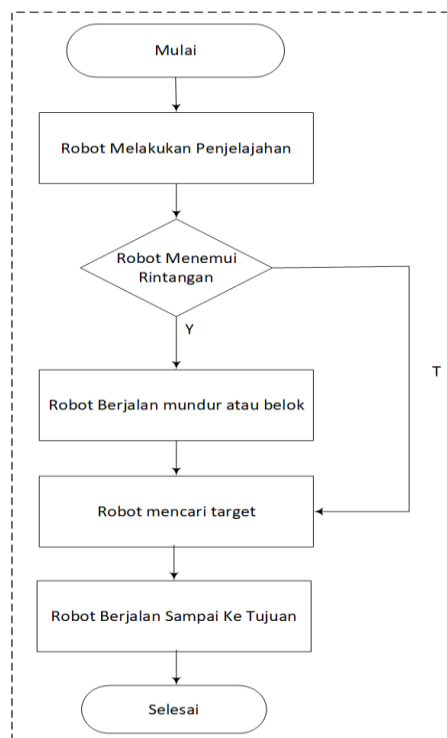 Mulai
Robot Melakukan Penjelajahan
Robot Menemui
Rintangan
Y
T
Robot Berjalan mundur atau belok
Robot mencari target
Robot Berjalan Sampai Ke Tujuan
Selesai